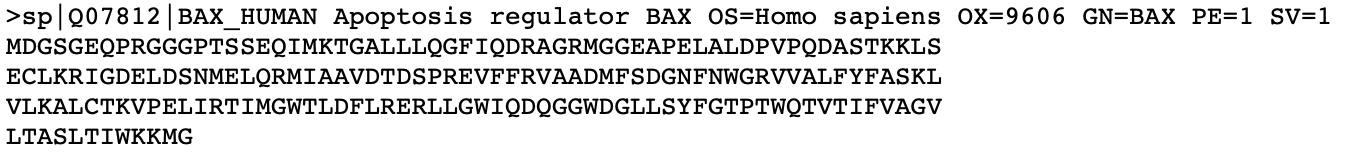 >sp|Q07812|BAX_HUMAN Apoptosis regulator BAX OS=Homo sapiens OX=9606 GN=BAX PE=1 SV=1
MDGSGEQPRGGGPTSSEQIMKTGALLLQGFIQDRAGRMGGEAPELALDPVPQDASTKKLS
ECLKRIGDELDSNMELQRMIAAVDTDSPREVFFRVAADMFSDGNFNWGRVVALFYFASKL
VLKALCTKVPELIRTIMGWTLDFLRERLLGWIQDQGGWDGLLSYFGTPTWQTVTIFVAGV
LTASLTIWKKMG